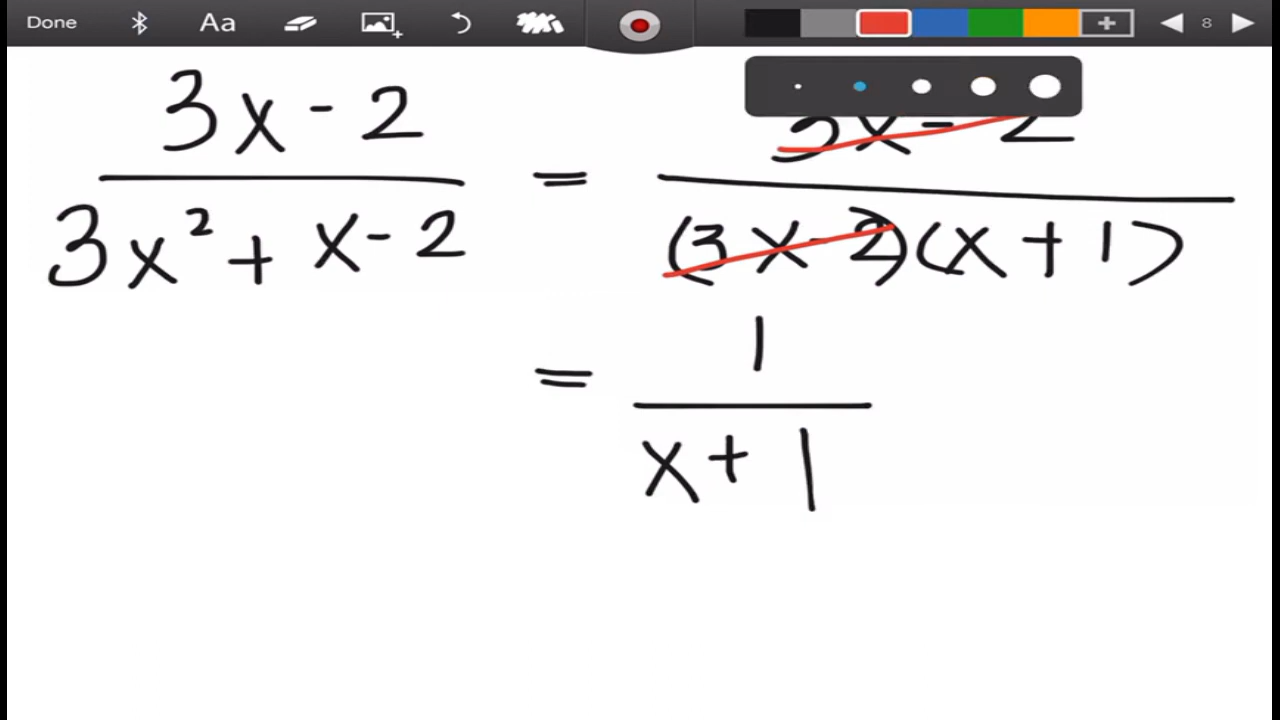 Done Aa 8
3x - 2
3x² + x - 2
=
3x - 2
(3x - 2)(x + 1)
=
1
x + 1